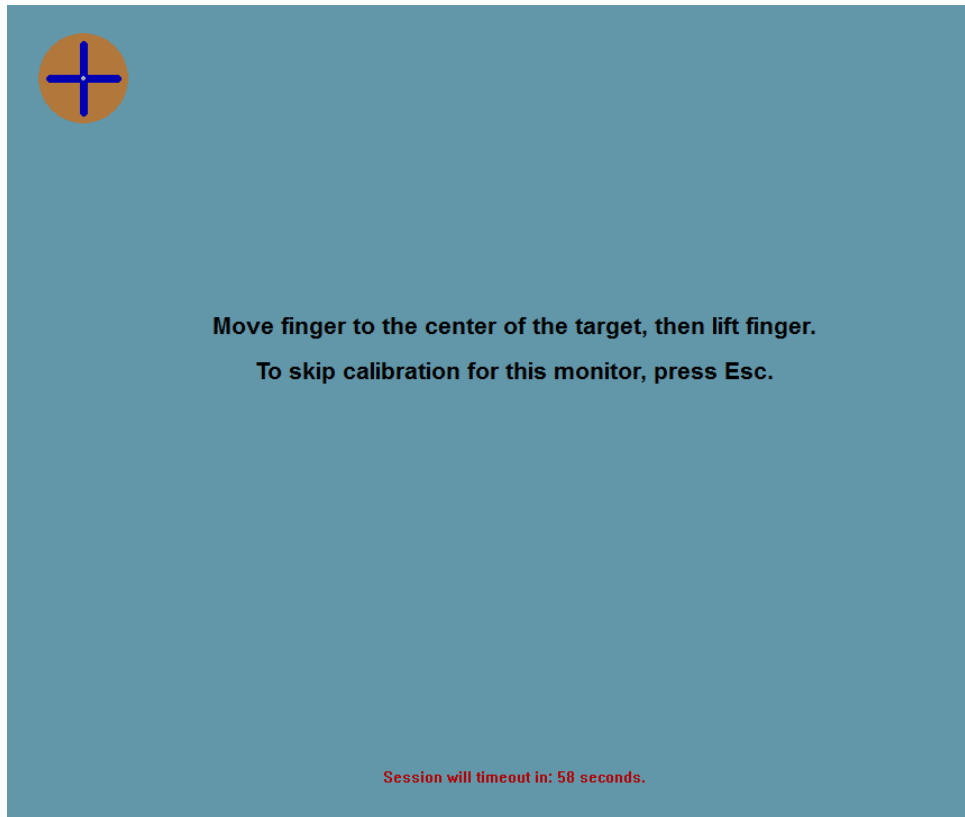 Move finger to the center of the target, then lift finger.
To skip calibration for this monitor, press Esc.
Session will timeout in: 58 seconds.